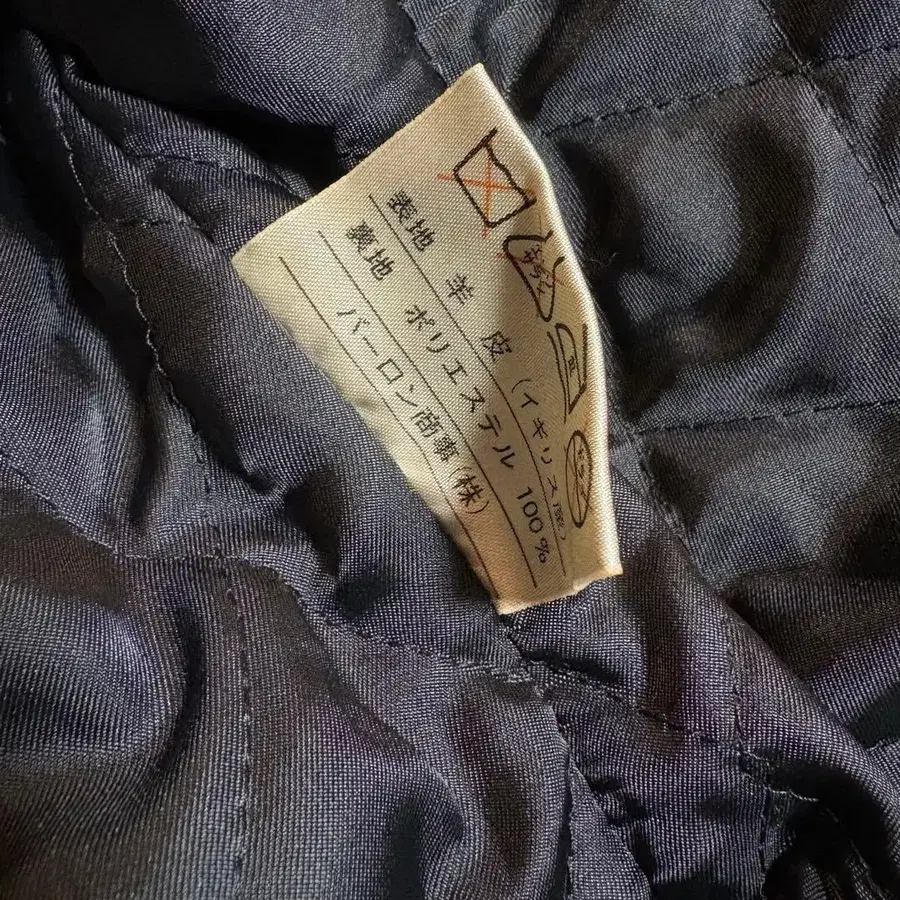 表地 羊 皮 (イギリス産)
裏地 ポリエステル 100%
バーロン商事(株)